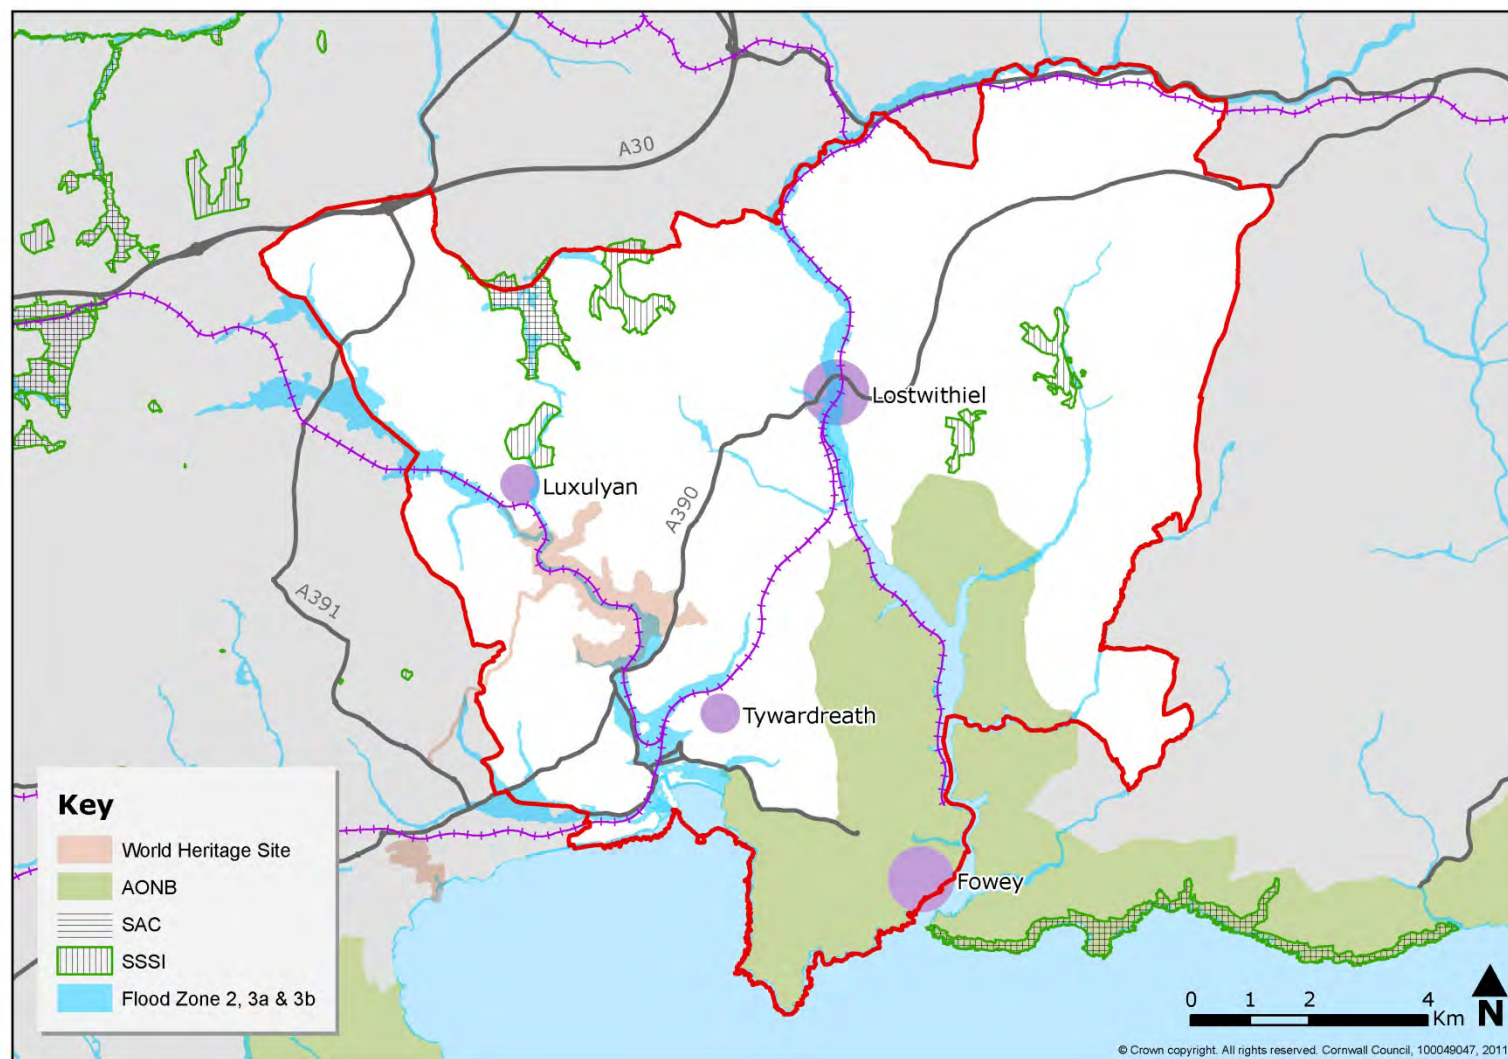 A30
Lostwithiel
Luxulyan
A390
A391
Tywardreath
Fowey
Key
World Heritage Site
AONB
SAC
SSSI
Flood Zone 2, 3a & 3b
0 1 2 4
Km
N
© Crown copyright. All rights reserved. Cornwall Council, 100049047, 2011